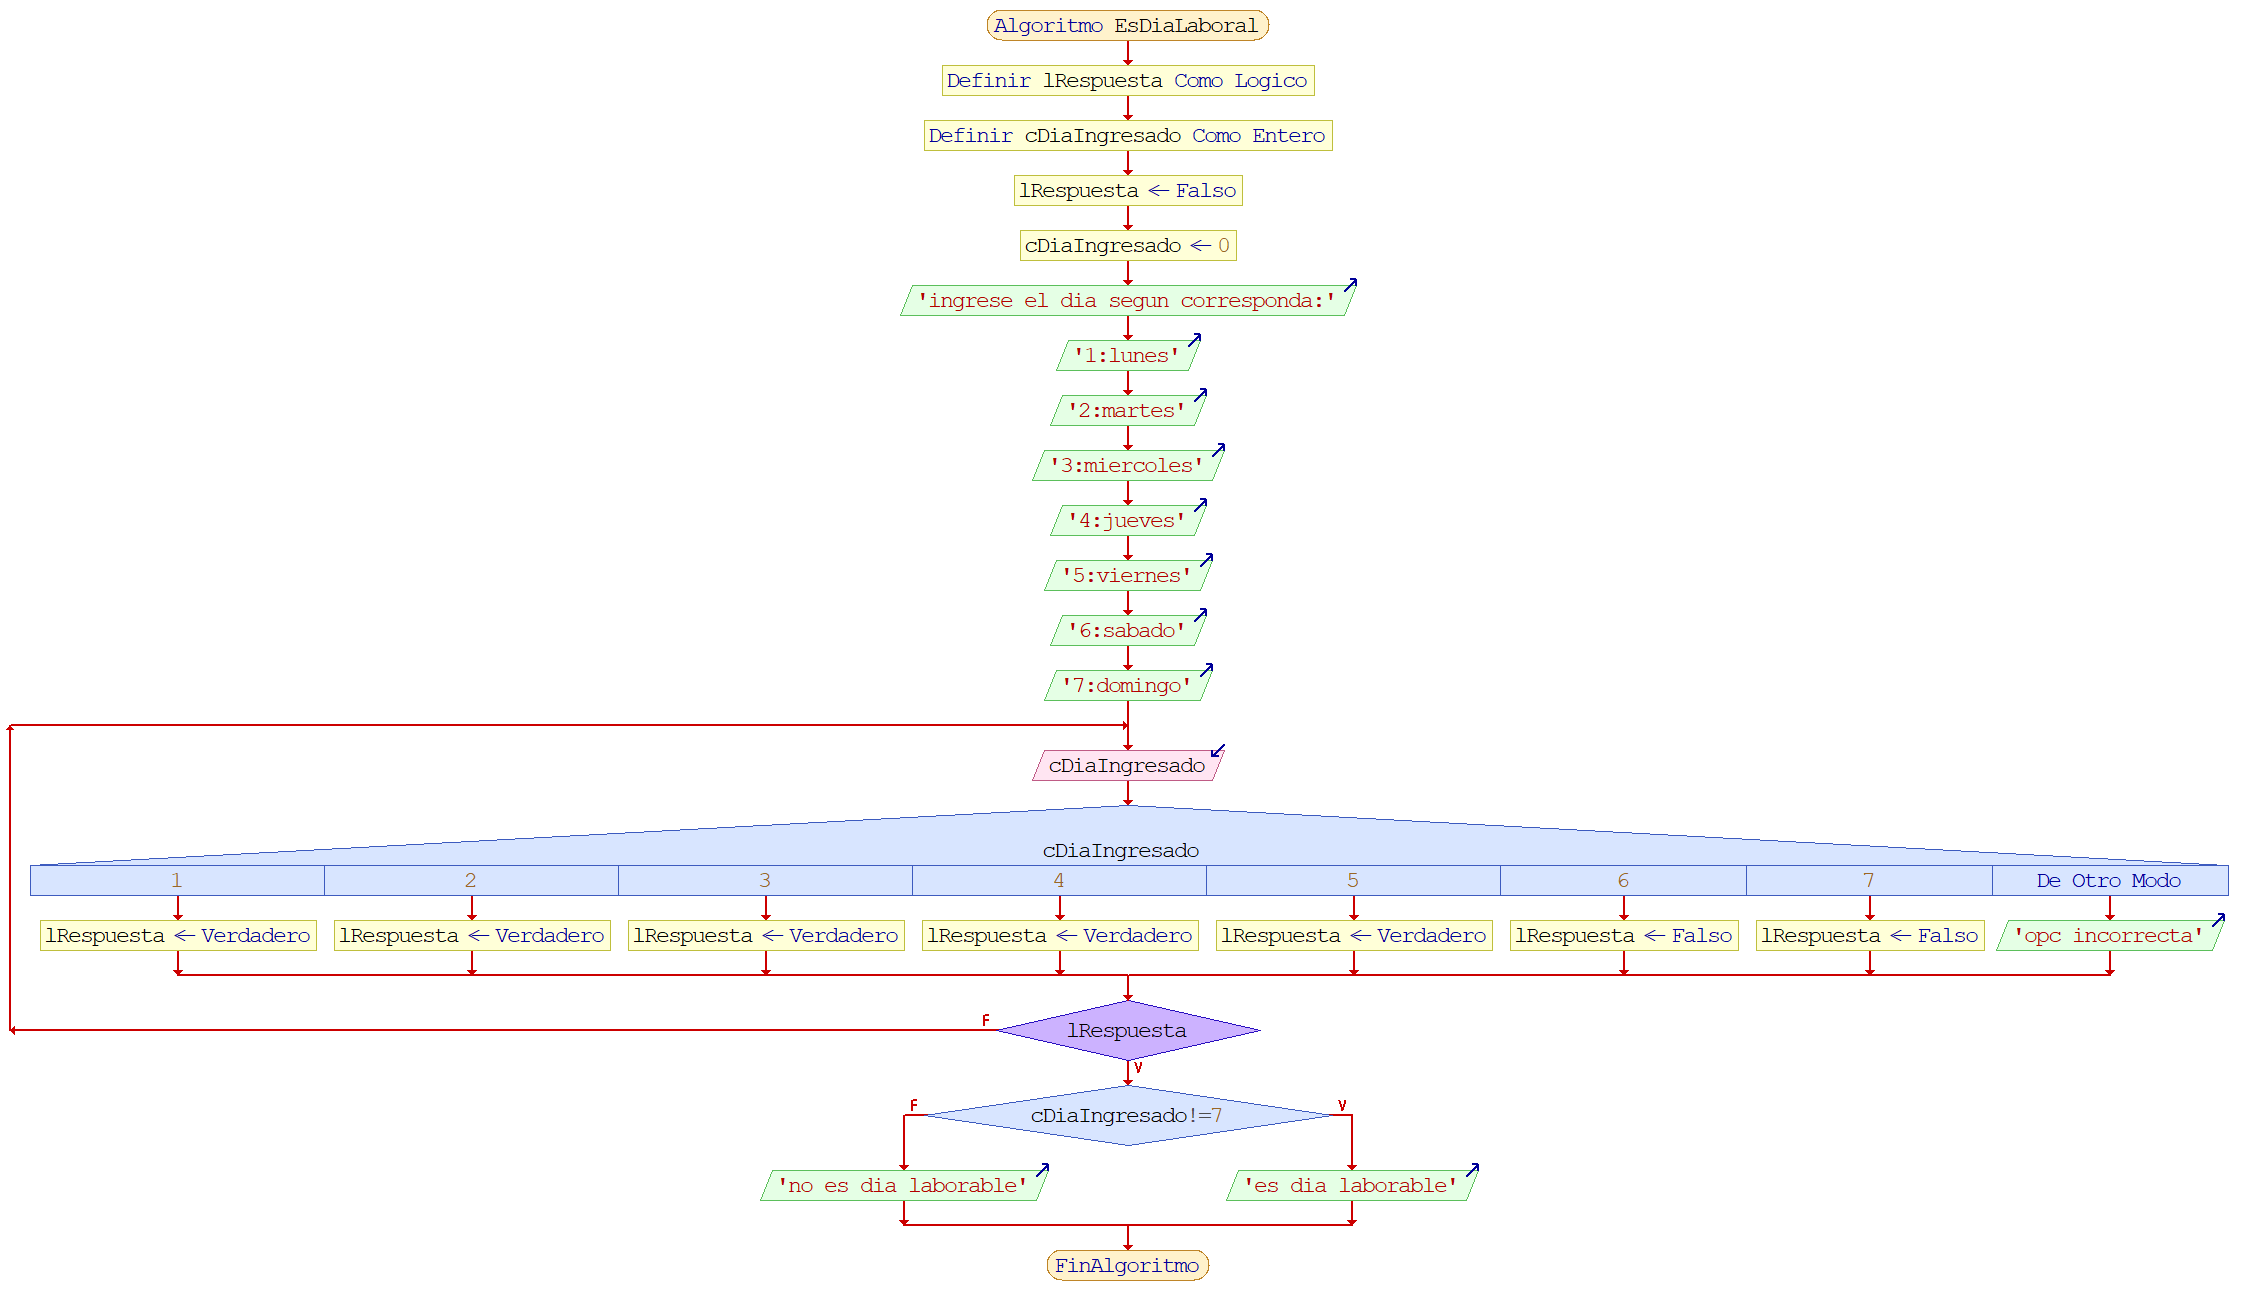 Algoritmo EsDiaLaboral
Definir lRespuesta Como Logico
Definir cDiaIngresado Como Entero
lRespuesta ← Falso
cDiaIngresado ← 0
'ingrese el dia segun corresponda:'
'1:lunes'
'2:martes'
'3:miercoles'
'4:jueves'
'5:viernes'
'6:sabado'
'7:domingo'
cDiaIngresado
cDiaIngresado
1 2 3 4 5 6 7 De Otro Modo
lRespuesta ← Verdadero lRespuesta ← Verdadero lRespuesta ← Verdadero lRespuesta ← Verdadero lRespuesta ← Verdadero lRespuesta ← Falso lRespuesta ← Falso 'opc incorrecta'
F
lRespuesta
V
F V
cDiaIngresado!=7
'no es dia laborable' 'es dia laborable'
FinAlgoritmo